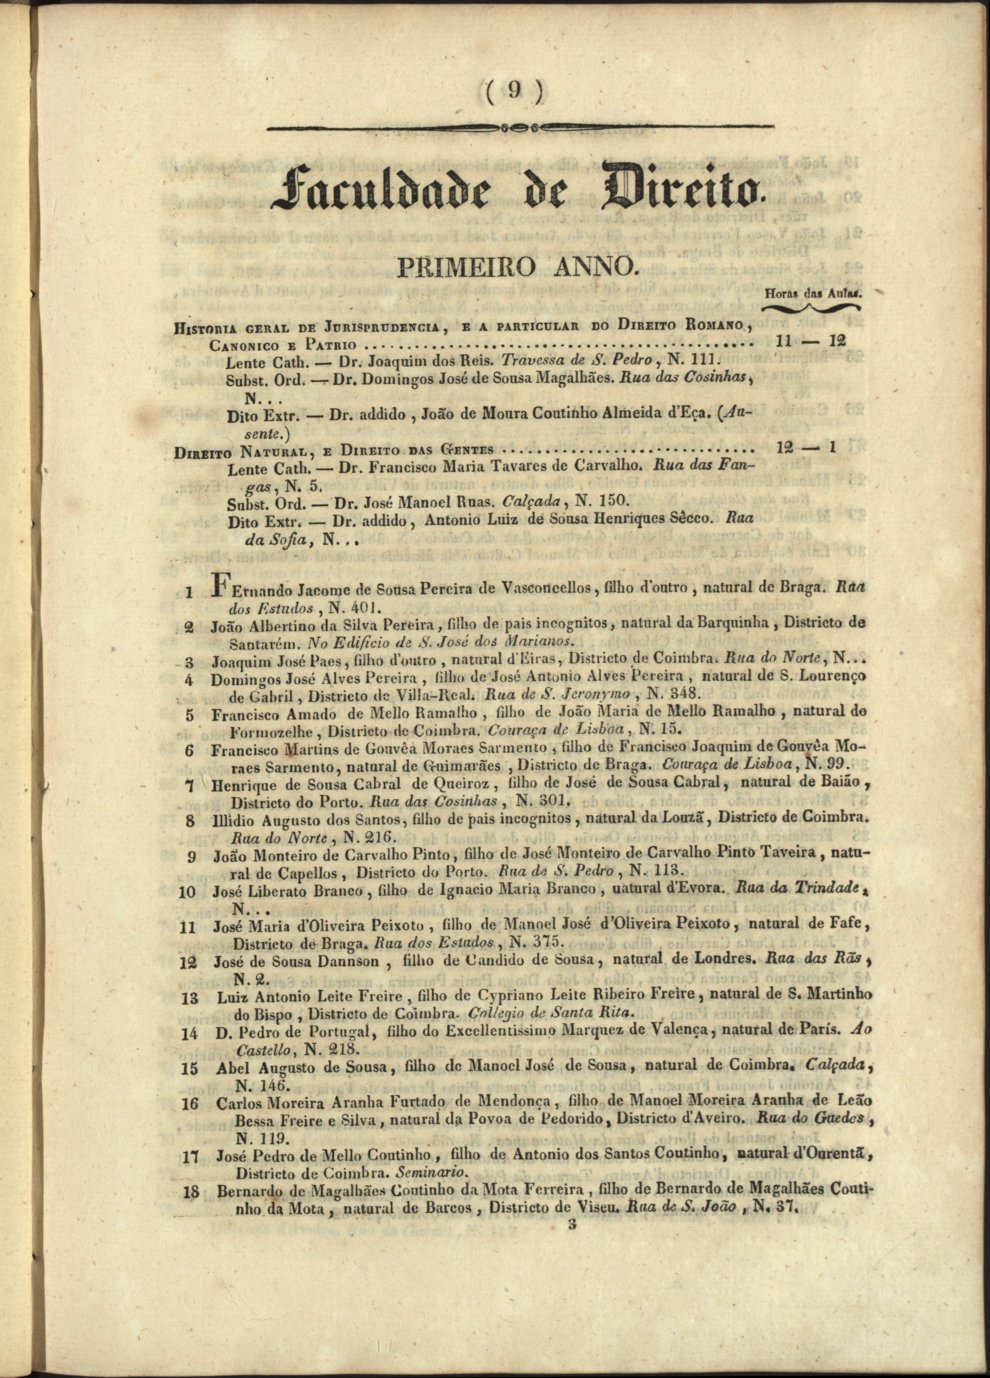 ( 9 )
Faculdade de Direito.
PRIMEIRO ANNO.
Horas das Aulas.
HISTORIA GERAL DE JURISPRUDENCIA, E A PARTICULAR DO DIREITO ROMANO,
CANONICO E PATRIO ........................................ 11 — 12
Lente Cath. — Dr. Joaquim dos Reis. Travessa de S. Pedro, N. 111.
Subst. Ord. — Dr. Domingos José de Sousa Magalhães. Rua das Cosinhas,
N...
Dito Extr. — Dr. addido, João de Moura Coutinho Almeida d'Eça. (Au-
sente.)
DIREITO NATURAL, E DIREITO DAS GENTES ............................ 12 — 1
Lente Cath. — Dr. Francisco Maria Tavares de Carvalho. Rua das Fan-
gas, N. 5.
Subst. Ord. — Dr. José Manoel Ruas. Calçada, N. 150.
Dito Extr. — Dr. addido, Antonio Luiz de Sousa Henriques Sêcco. Rua
da Sofia, N...
1 FErnando Jacome de Sousa Pereira de Vasconcellos, filho d'outro, natural de Braga. Rua
dos Estudos, N. 401.
2 João Albertino da Silva Pereira, filho de pais incognitos, natural da Barquinha, Districto de
Santarém. No Edificio de S. José dos Marianos.
3 Joaquim José Paes, filho d'outro, natural d'Eiras, Districto de Coimbra. Rua do Norte, N...
4 Domingos José Alves Pereira, filho de José Antonio Alves Pereira, natural de S. Lourenço
de Gabril, Districto de Villa-Real. Rua de S. Jeronymo, N. 348.
5 Francisco Amado de Mello Ramalho, filho de João Maria de Mello Ramalho, natural de
Formozelhe, Districto de Coimbra. Couraça de Lisboa, N. 15.
6 Francisco Martins de Gouvêa Moraes Sarmento, filho de Francisco Joaquim de Gouvêa Mo-
raes Sarmento, natural de Guimarães, Districto de Braga. Couraça de Lisboa, N. 99.
7 Henrique de Sousa Cabral de Queiroz, filho de José de Sousa Cabral, natural de Baião,
Districto do Porto. Rua das Cosinhas, N. 301.
8 Illidio Augusto dos Santos, filho de pais incognitos, natural da Louzã, Districto de Coimbra.
Rua do Norte, N. 216.
9 João Monteiro de Carvalho Pinto, filho de José Monteiro de Carvalho Pinto Taveira, natu-
ral de Capellos, Districto do Porto. Rua de S. Pedro, N. 113.
10 José Liberato Branco, filho de Ignacio Maria Branco, uatural d'Evora. Rua da Trindade,
N...
11 José Maria d'Oliveira Peixoto, filho de Manoel José d'Oliveira Peixoto, natural de Fafe,
Districto de Braga. Rua dos Estudos, N. 375.
12 José de Sousa Dannson, filho de Candido de Sousa, natural de Londres. Rua das Rãs,
N. 2.
13 Luiz Antonio Leite Freire, filho de Cypriano Leite Ribeiro Freire, natural de S. Martinho
do Bispo, Districto de Coimbra. Collegio de Santa Rita.
14 D. Pedro de Portugal, filho do Excellentissimo Marquez de Valença, natural de París. Ao
Castello, N. 218.
15 Abel Augusto de Sousa, filho de Manoel José de Sousa, natural de Coimbra. Calçada,
N. 146.
16 Carlos Moreira Aranha Furtado de Mendonça, filho de Manoel Moreira Aranha de Leão
Bessa Freire e Silva, natural da Povoa de Pedorido, Districto d'Aveiro. Rua do Guedes,
N. 119.
17 José Pedro de Mello Coutinho, filho de Antonio dos Santos Coutinho, natural d'Ourentã,
Districto de Coimbra. Seminario.
18 Bernardo de Magalhães Coutinho da Mota Ferreira, filho de Bernardo de Magalhães Couti-
nho da Mota, natural de Barcos, Districto de Viseu. Rua de S. João, N. 37.
3